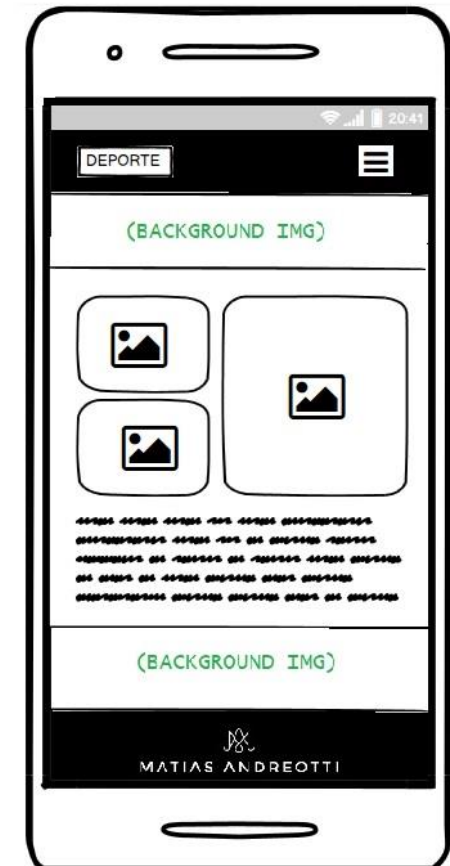 20:41
DEPORTE
(BACKGROUND IMG)
(BACKGROUND IMG)
MATIAS ANDREOTTI